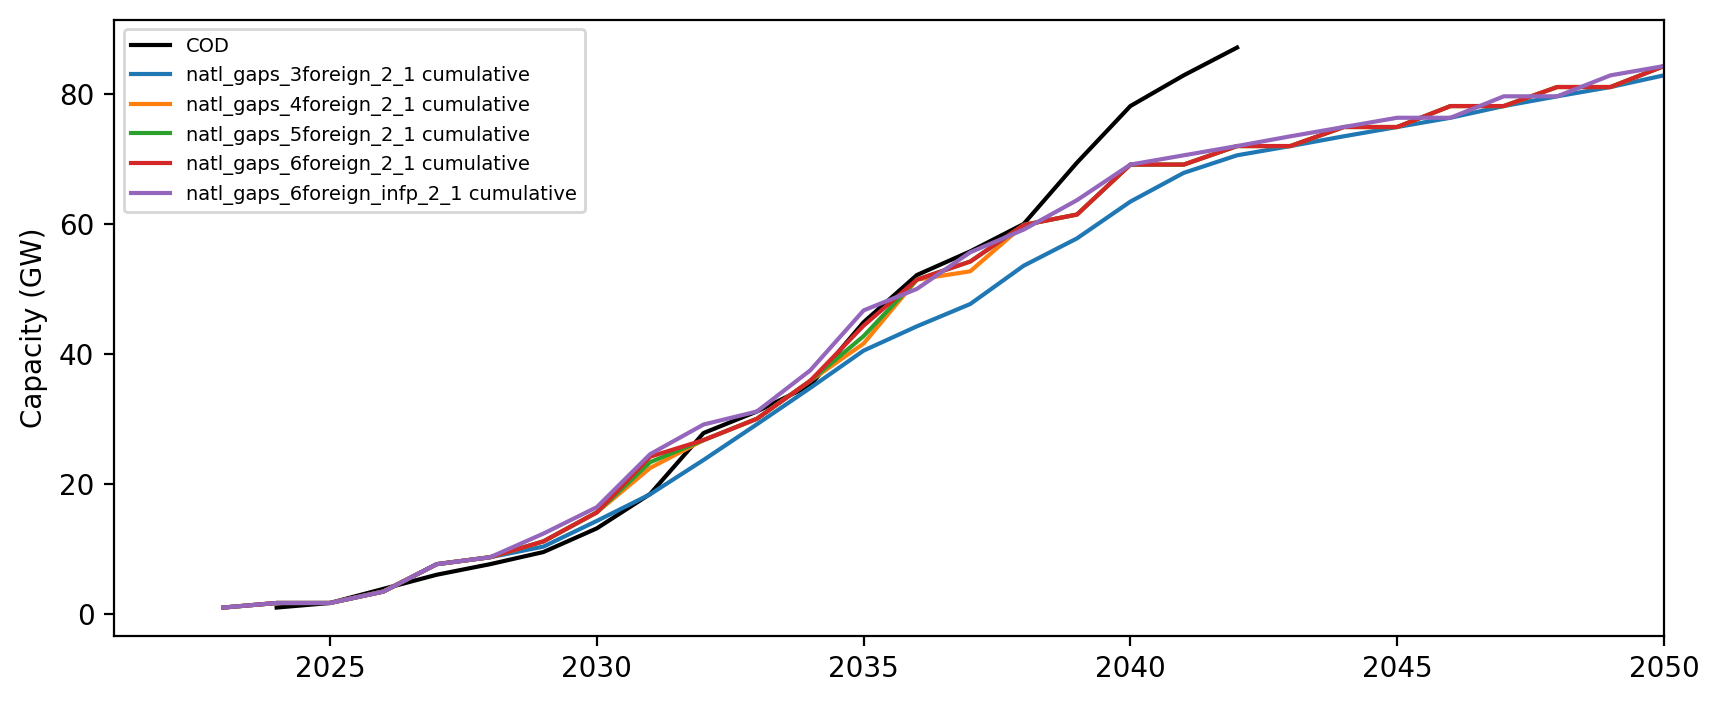 COD
natl_gaps_3foreign_2_1 cumulative
natl_gaps_4foreign_2_1 cumulative
natl_gaps_5foreign_2_1 cumulative
natl_gaps_6foreign_2_1 cumulative
natl_gaps_6foreign_infp_2_1 cumulative
Capacity (GW)
80
60
40
20
0
2025 2030 2035 2040 2045 2050